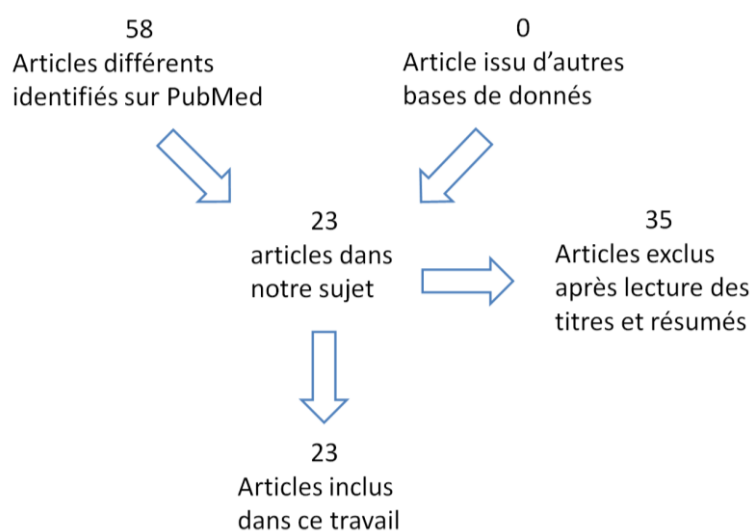 58
Articles différents
identifiés sur PubMed
0
Article issu d’autres
bases de donnés
23
articles dans
notre sujet
35
Articles exclus
après lecture des
titres et résumés
23
Articles inclus
dans ce travail